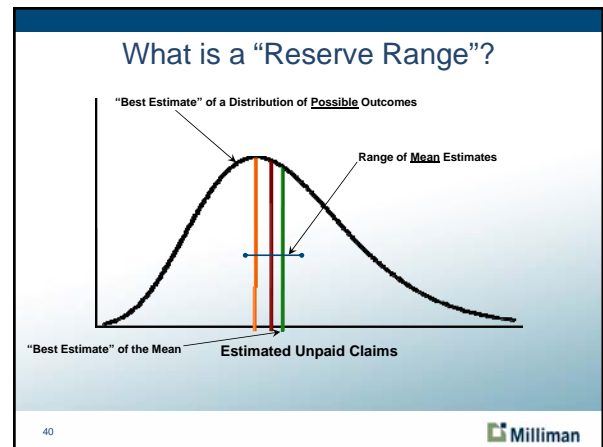 What is a “Reserve Range”?
“Best Estimate” of a Distribution of Possible Outcomes
Range of Mean Estimates
“Best Estimate” of the Mean
Estimated Unpaid Claims
40
Milliman